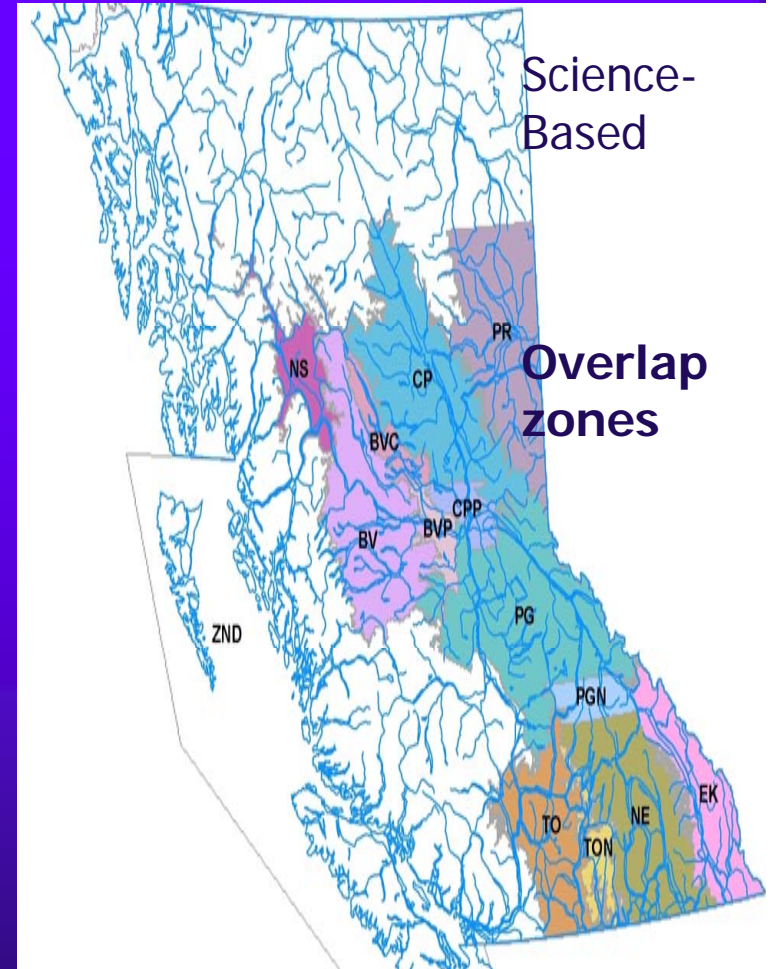 Science-
Based
Overlap
zones
PR
NS
CP
BVC
CPP
BVP
BV
PG
ZND
PGN
EK
NE
TO
TON